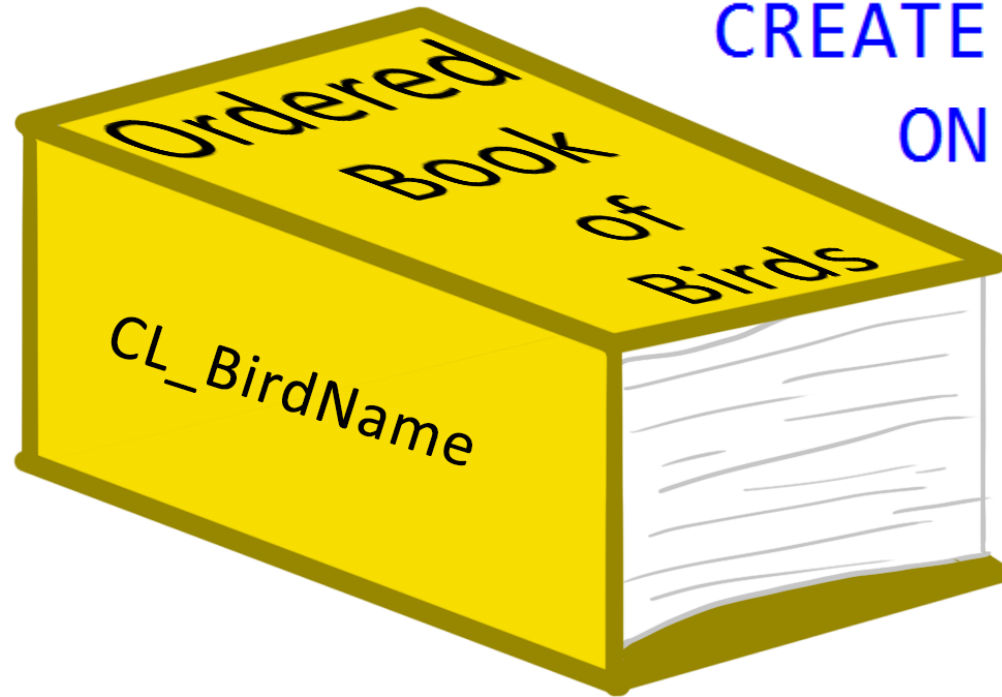 CREATE
ON
Ordered
Book
of
Birds
CL_BirdName